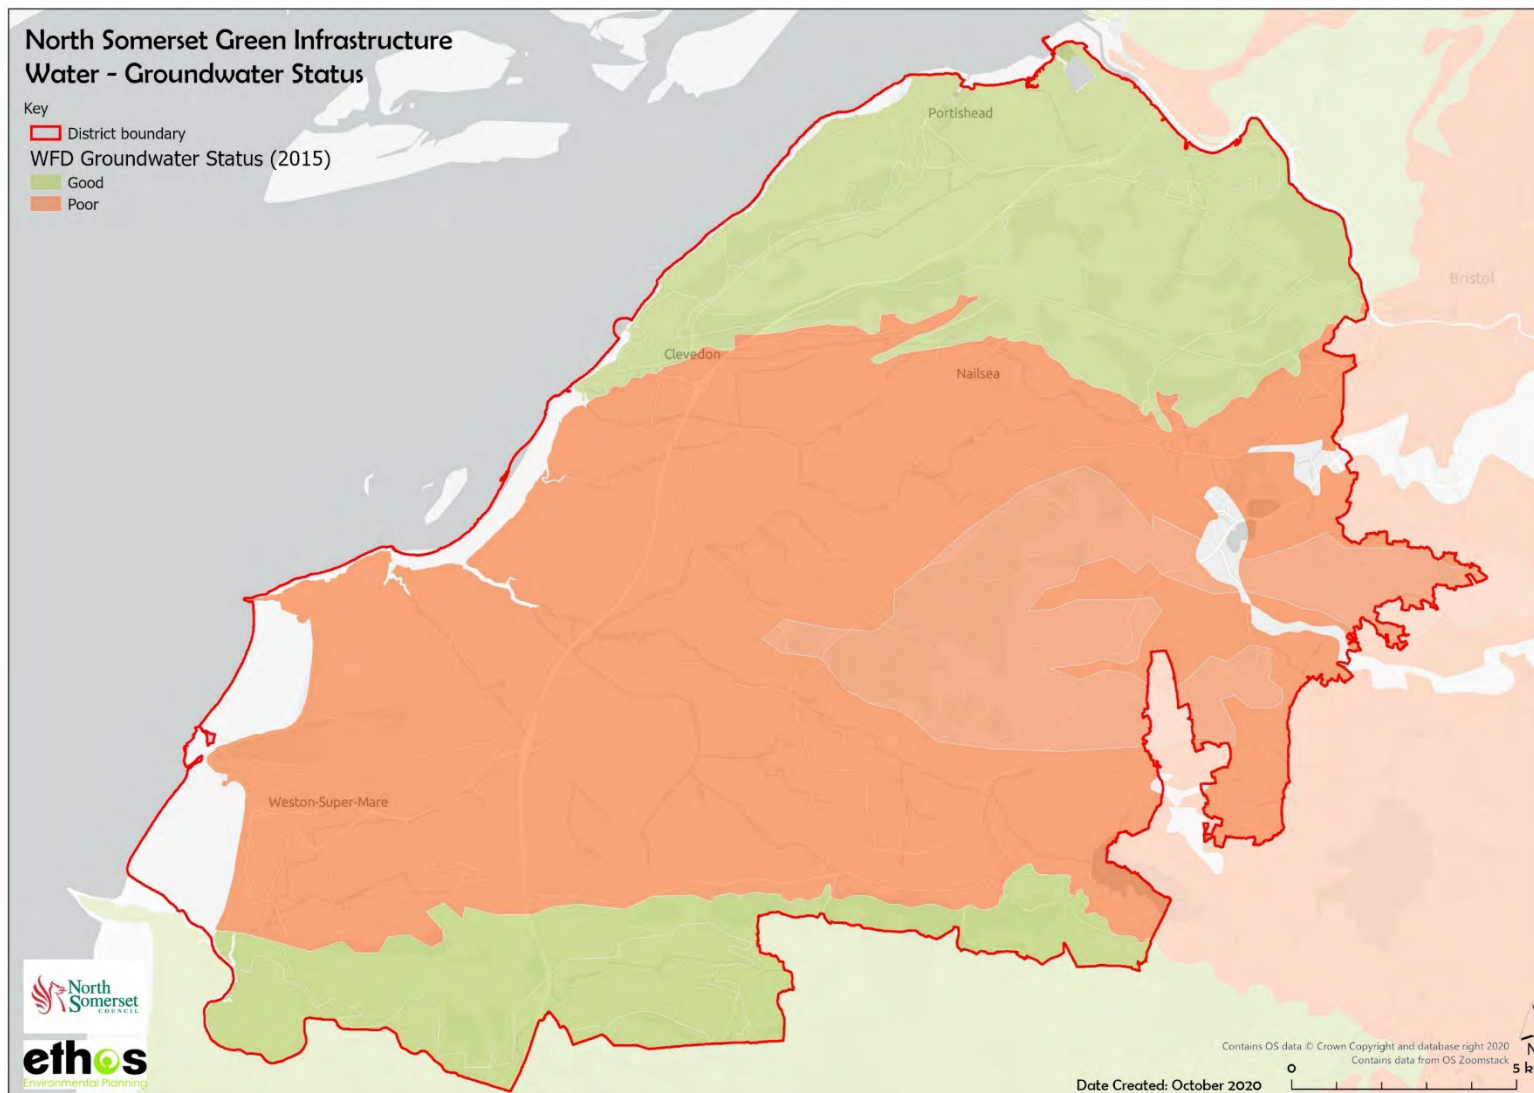 North Somerset Green Infrastructure
Water - Groundwater Status
Key
District boundary
WFD Groundwater Status (2015)
Good
Poor
Portishead
Bristol
Clevedon
Nailsea
Weston-Super-Mare
North
Somerset
COUNCIL
ethos
Environmental Planning
Contains OS data © Crown Copyright and database right 2020
Contains data from OS Zoomstack
N
0
5 k
Date Created: October 2020